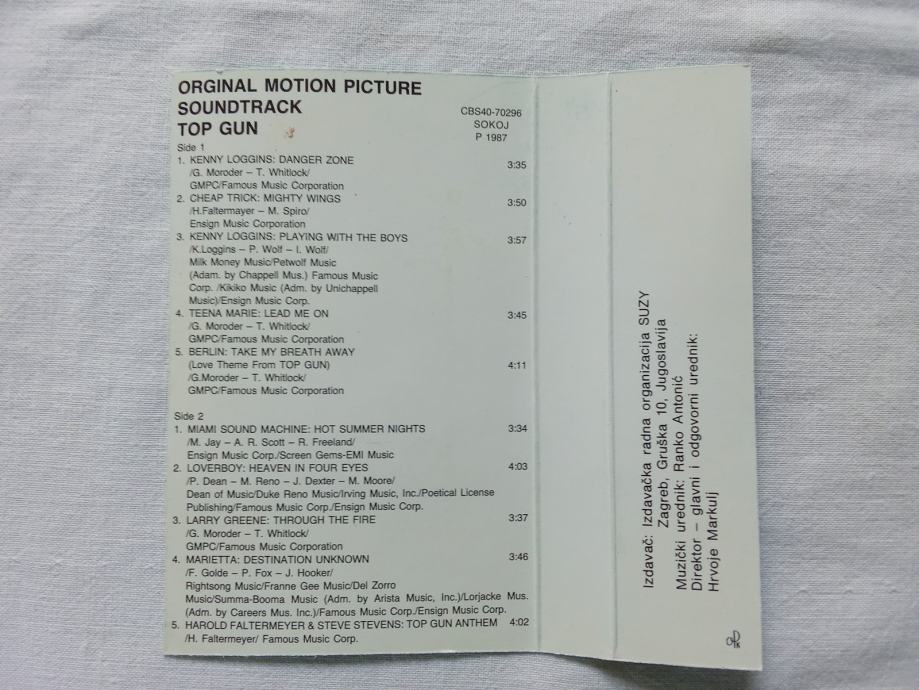 ORGINAL MOTION PICTURE
SOUNDTRACK
TOP GUN
CBS40-70296
SOKOJ
P 1987
Side 1
1. KENNY LOGGINS: DANGER ZONE 3:35
/G. Moroder – T. Whitlock/
GMPC/Famous Music Corporation
2. CHEAP TRICK: MIGHTY WINGS 3:50
/H.Faltermayer – M. Spiro/
Ensign Music Corporation
3. KENNY LOGGINS: PLAYING WITH THE BOYS 3:57
/K.Loggins – P. Wolf – I. Wolf/
Milk Money Music/Petwolf Music
(Adam. by Chappell Mus.) Famous Music
Corp. /Kikiko Music (Adm. by Unichappell
Music)/Ensign Music Corp.
4. TEENA MARIE: LEAD ME ON 3:45
/G. Moroder – T. Whitlock/
GMPC/Famous Music Corporation
5. BERLIN: TAKE MY BREATH AWAY
(Love Theme From TOP GUN) 4:11
/G.Moroder – T. Whitlock/
GMPC/Famous Music Corporation
Side 2
1. MIAMI SOUND MACHINE: HOT SUMMER NIGHTS 3:34
/M. Jay – A. R. Scott – R. Freeland/
Ensign Music Corp./Screen Gems-EMI Music
2. LOVERBOY: HEAVEN IN FOUR EYES 4:03
/P. Dean – M. Reno – J. Dexter – M. Moore/
Dean of Music/Duke Reno Music/Irving Music, Inc./Poetical License
Publishing/Famous Music Corp./Ensign Music Corp.
3. LARRY GREENE: THROUGH THE FIRE 3:37
/G. Moroder – T. Whitlock/
GMPC/Famous Music Corporation
4. MARIETTA: DESTINATION UNKNOWN 3:46
/F. Golde – P. Fox – J. Hooker/
Rightsong Music/Franne Gee Music/Del Zorro
Music/Summa-Booma Music (Adm. by Arista Music, Inc.)/Lorjacke Mus.
(Adm. by Careers Mus. Inc.)/Famous Music Corp./Ensign Music Corp.
5. HAROLD FALTERMEYER & STEVE STEVENS: TOP GUN ANTHEM 4:02
/H. Faltermeyer/ Famous Music Corp.
Izdavač: Izdavačka radna organizacija SUZY
Zagreb, Gruška 10, Jugoslavija
Muzički urednik: Ranko Antonić
Direktor – glavni i odgovorni urednik:
Hrvoje Markulj